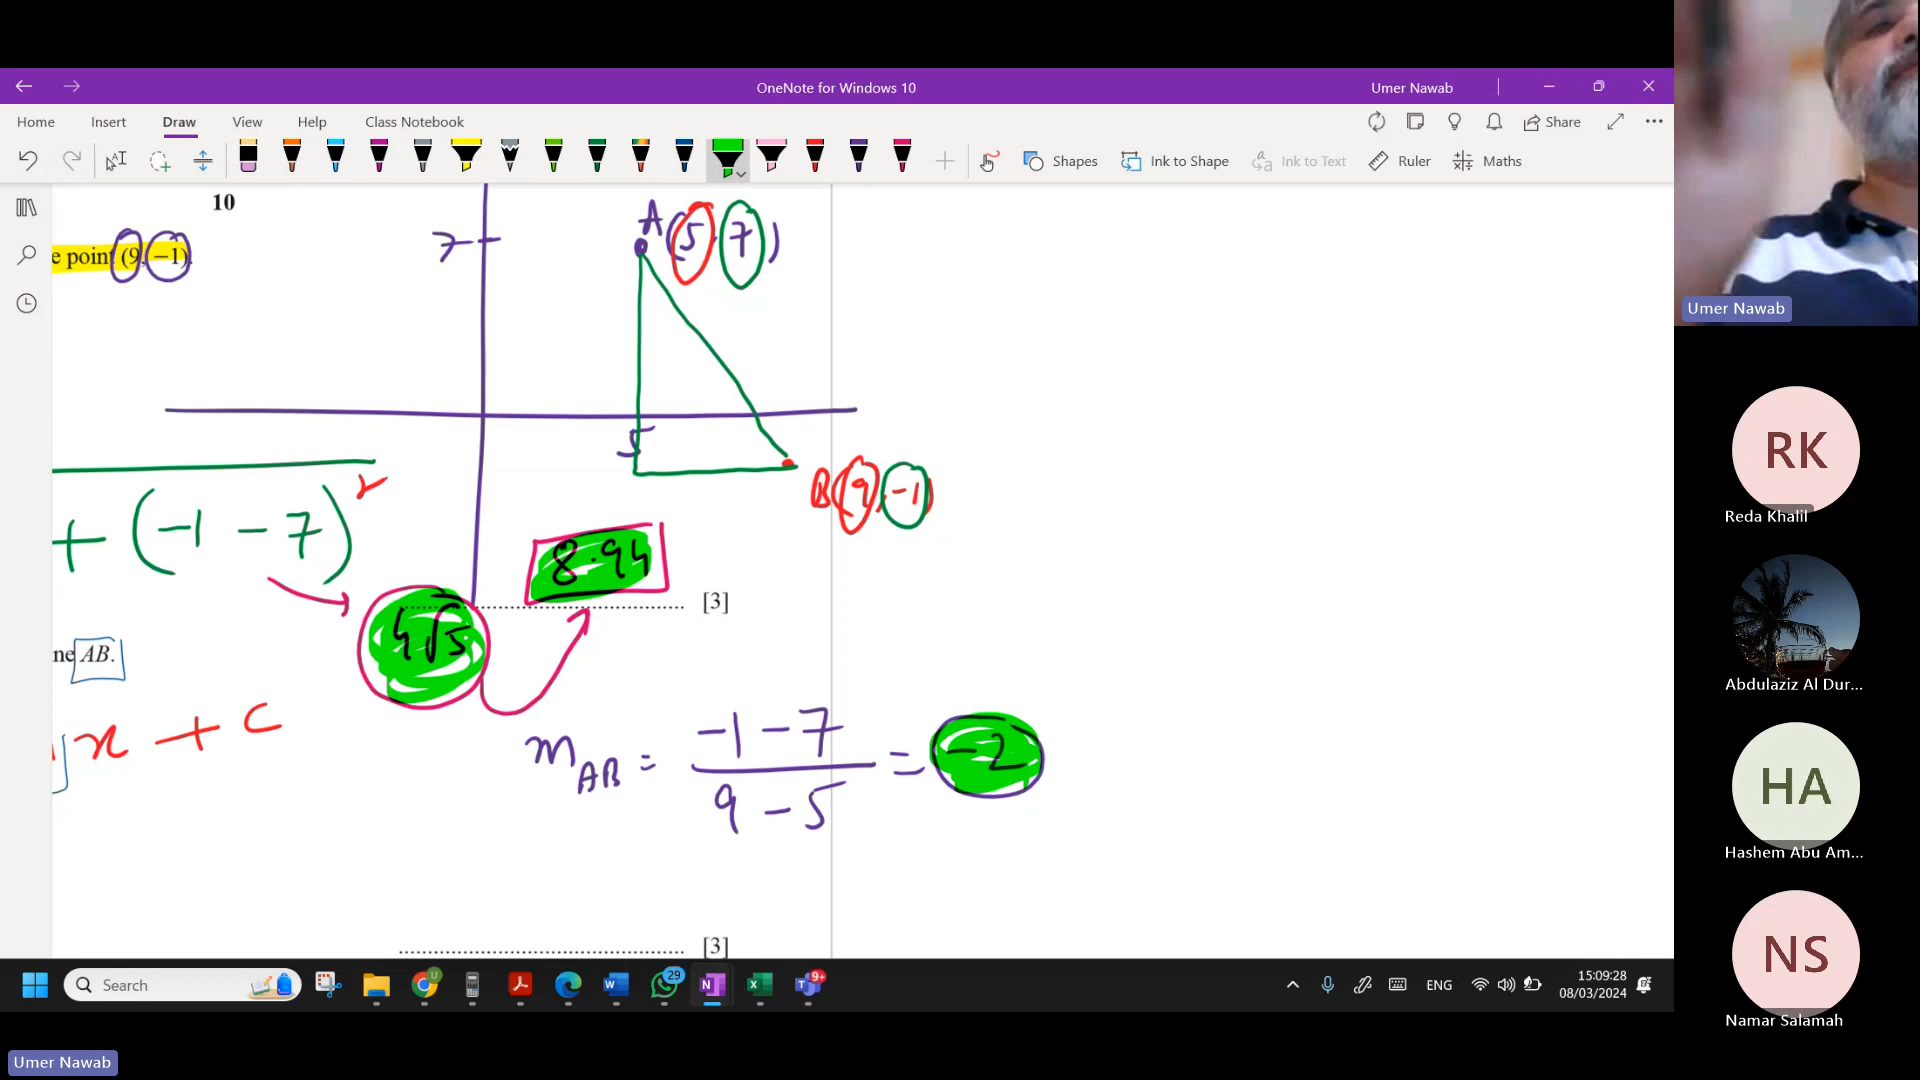 OneNote for Windows 10
Umer Nawab
Home Insert Draw View Help Class Notebook
Share
Shapes Ink to Shape Ink to Text Ruler Maths
10
e point (9, −1).
7
A(5, 7)
5
B(9, -1)
+ (-1 - 7)²
8.94
[3]
4√5
ne AB.
x + c
m AB = -1 - 7 / 9 - 5 = -2
[3]
Umer Nawab
RK
Reda Khalil
Abdulaziz Al Dur...
HA
Hashem Abu Am...
NS
Namar Salamah
Search
29
9+
ENG
15:09:28
08/03/2024
Umer Nawab